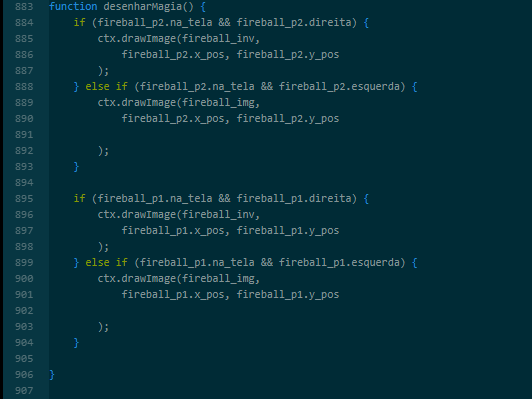 883 function desenharMagia() {
884 if (fireball_p2.na_tela && fireball_p2.direita) {
885 ctx.drawImage(fireball_inv,
886 fireball_p2.x_pos, fireball_p2.y_pos
887 );
888 } else if (fireball_p2.na_tela && fireball_p2.esquerda) {
889 ctx.drawImage(fireball_img,
890 fireball_p2.x_pos, fireball_p2.y_pos
891
892 );
893 }
894
895 if (fireball_p1.na_tela && fireball_p1.direita) {
896 ctx.drawImage(fireball_inv,
897 fireball_p1.x_pos, fireball_p1.y_pos
898 );
899 } else if (fireball_p1.na_tela && fireball_p1.esquerda) {
900 ctx.drawImage(fireball_img,
901 fireball_p1.x_pos, fireball_p1.y_pos
902
903 );
904 }
905
906 }
907